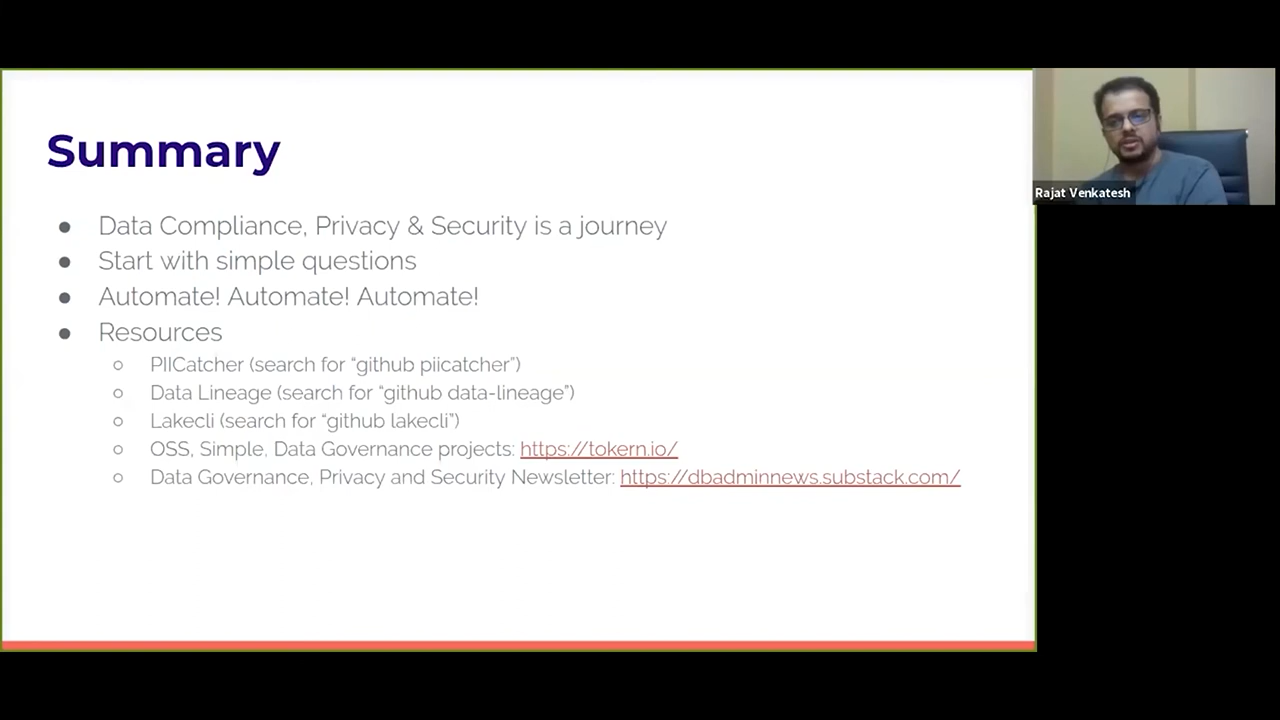 Summary
● Data Compliance, Privacy & Security is a journey
● Start with simple questions
● Automate! Automate! Automate!
● Resources
○ PIICatcher (search for “github piicatcher”)
○ Data Lineage (search for “github data-lineage”)
○ Lakecli (search for “github lakecli”)
○ OSS, Simple, Data Governance projects: https://tokern.io/
○ Data Governance, Privacy and Security Newsletter: https://dbadminnews.substack.com/
Rajat Venkatesh